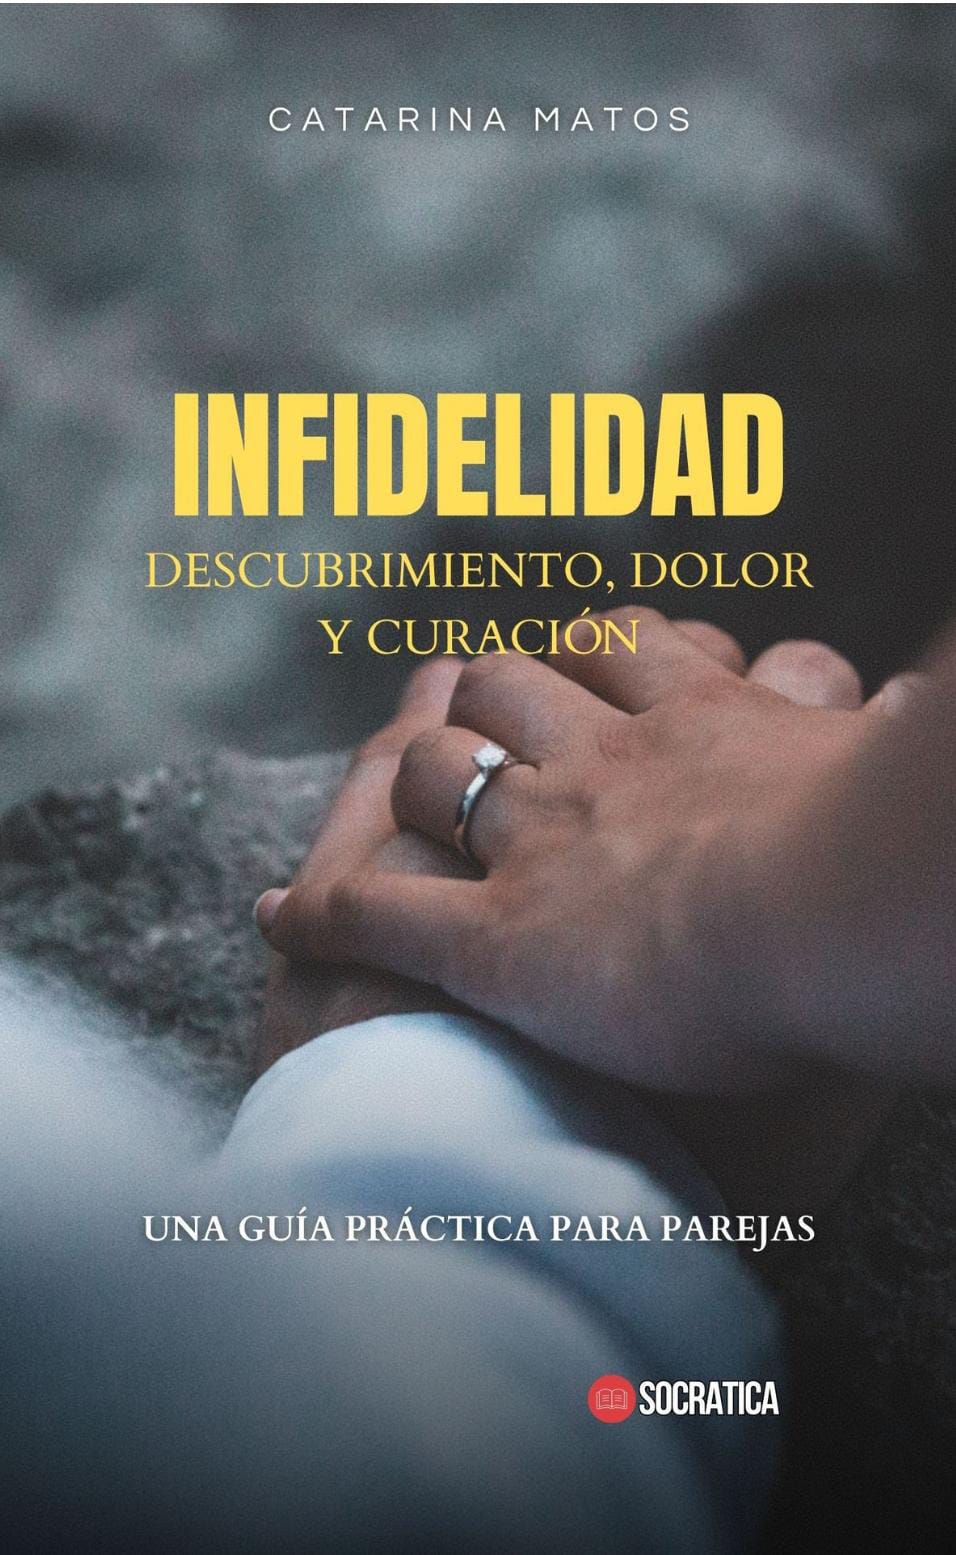 CATARINA MATOS
INFIDELIDAD
DESCUBRIMIENTO, DOLOR
Y CURACIÓN
UNA GUÍA PRÁCTICA PARA PAREJAS
SOCRATICA